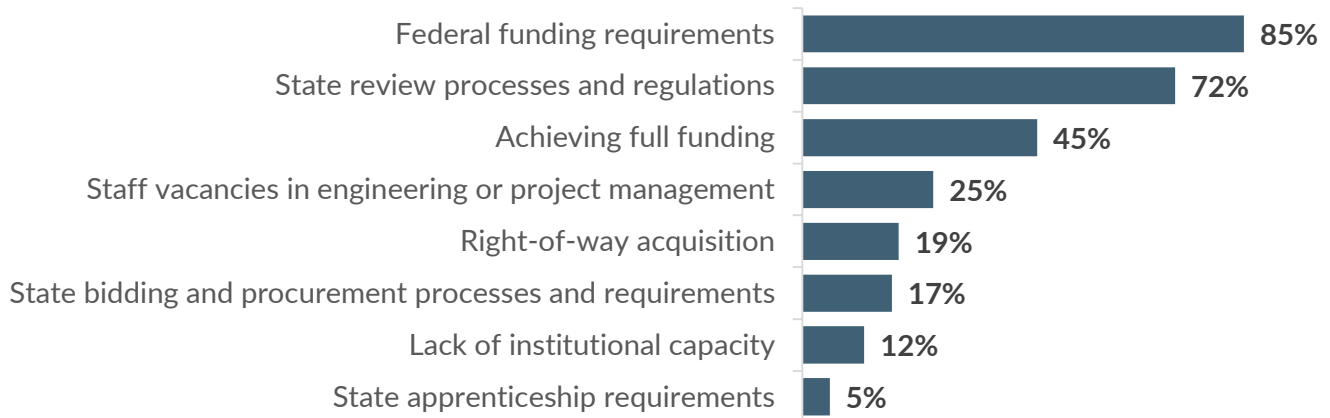 Federal funding requirements 85%
State review processes and regulations 72%
Achieving full funding 45%
Staff vacancies in engineering or project management 25%
Right-of-way acquisition 19%
State bidding and procurement processes and requirements 17%
Lack of institutional capacity 12%
State apprenticeship requirements 5%